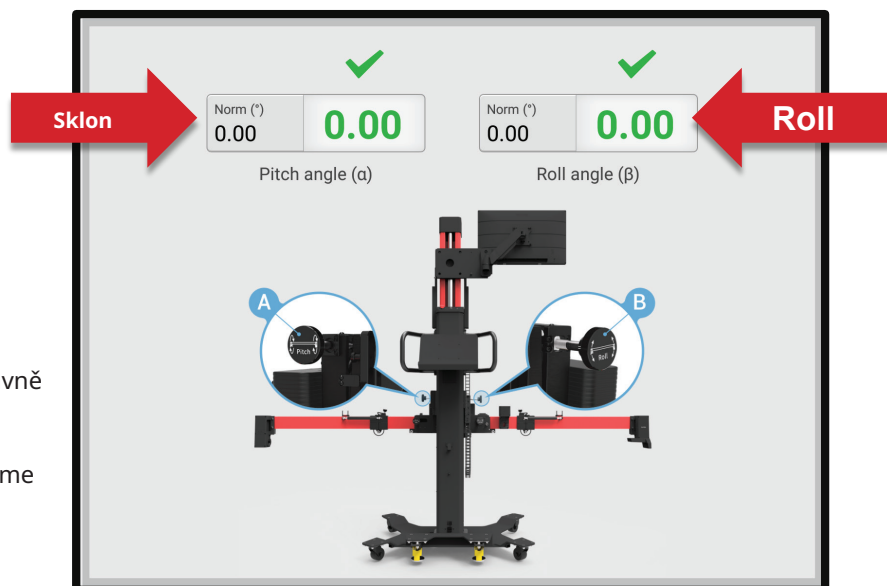 Sklon
Norm (°)
0.00
0.00
Pitch angle (α)
Norm (°)
0.00
0.00
Roll angle (β)
Roll
A
Pitch
B
Roll
vně
me